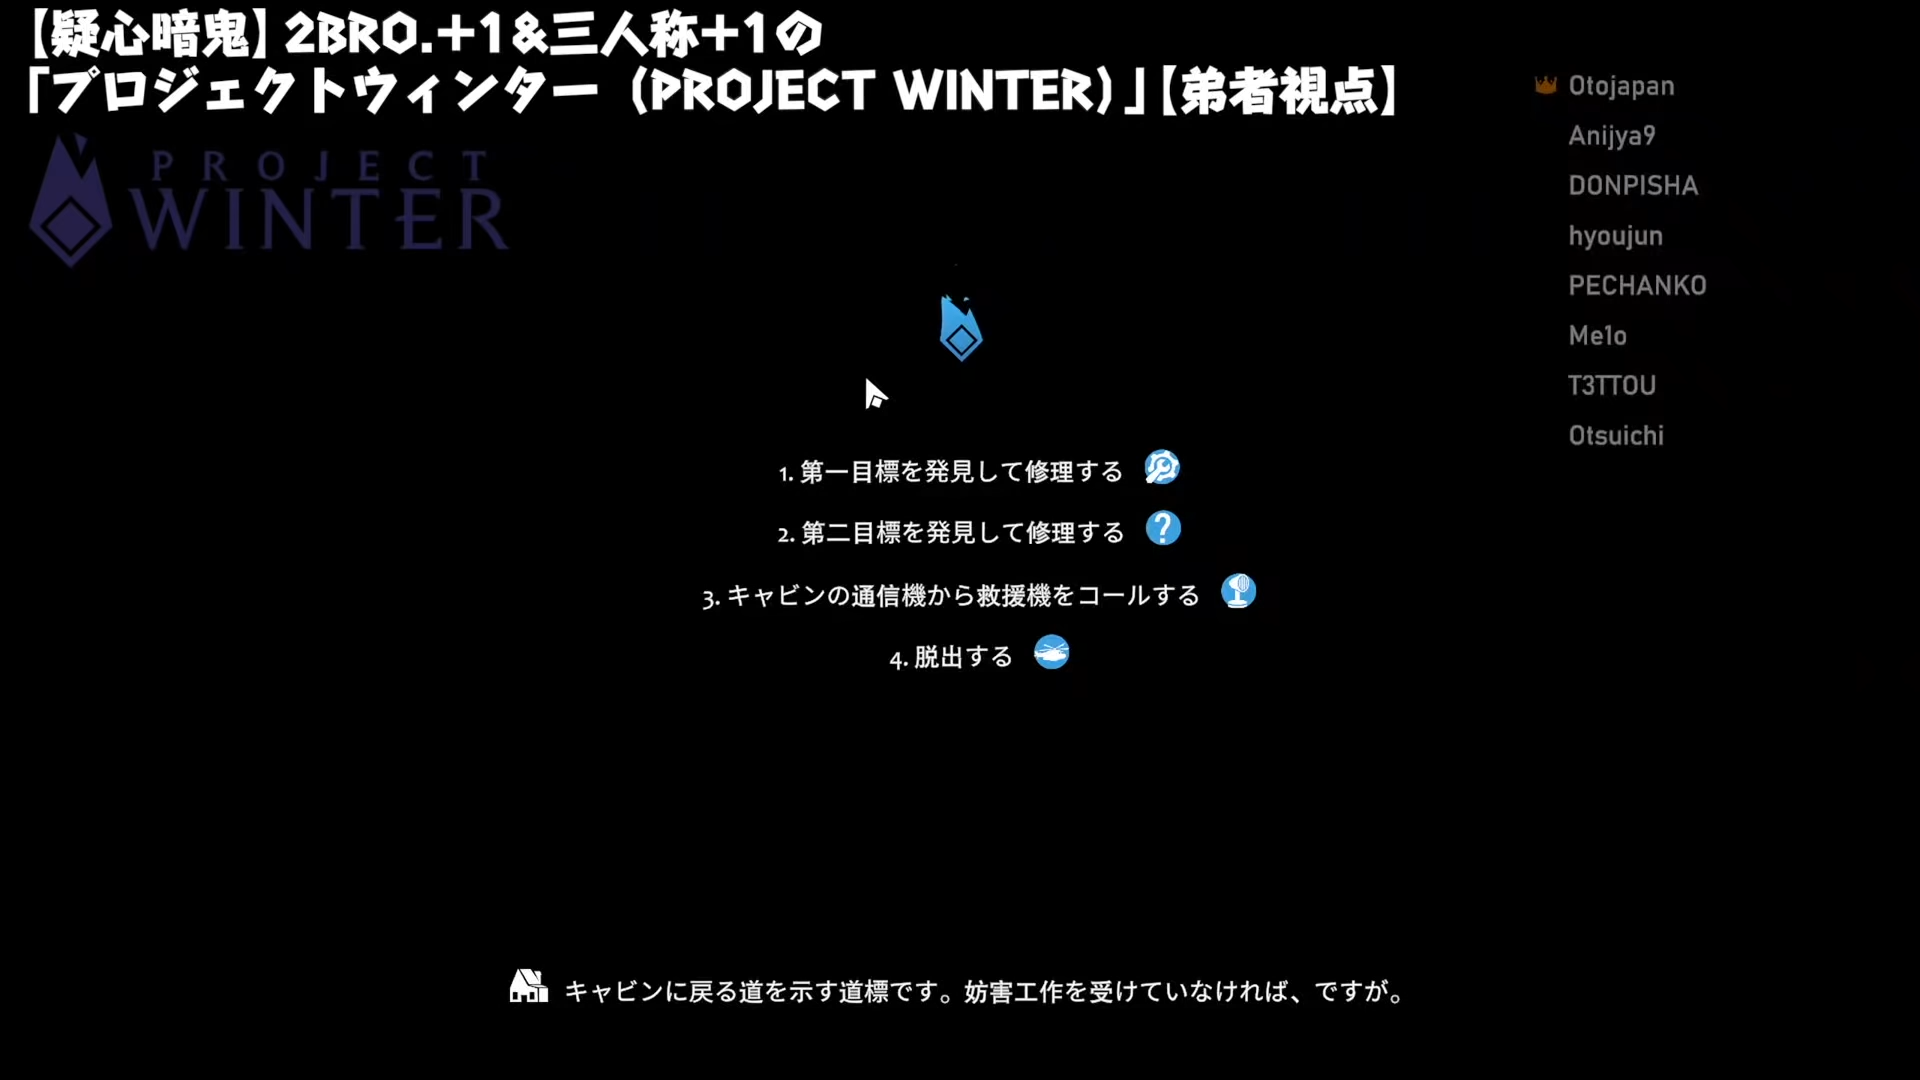 【疑心暗鬼】2BRO.+1&三人称+1の
「プロジェクトウィンター（PROJECT WINTER）」【弟者視点】
PROJECT
WINTER
Otojapan
Anijya9
DONPISHA
hyoujun
PECHANKO
Me1o
T3TTOU
Otsuichi
1. 第一目標を発見して修理する
2. 第二目標を発見して修理する
?
3. キャビンの通信機から救援機をコールする
4. 脱出する
キャビンに戻る道を示す道標です。妨害工作を受けていなければ、ですが。